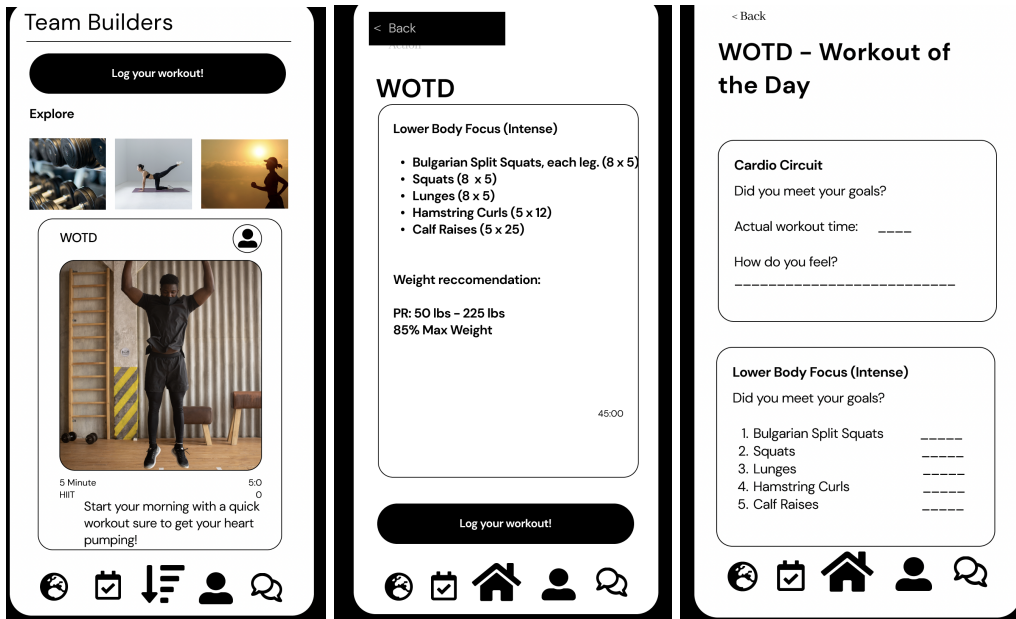 Team Builders
Log your workout!
Explore
WOTD
5 Minute 5:0
HIIT 0
Start your morning with a quick
workout sure to get your heart
pumping!
< Back
Action
WOTD
Lower Body Focus (Intense)
• Bulgarian Split Squats, each leg. (8 x 5)
• Squats (8 x 5)
• Lunges (8 x 5)
• Hamstring Curls (5 x 12)
• Calf Raises (5 x 25)
Weight reccomendation:
PR: 50 lbs - 225 lbs
85% Max Weight
45:00
Log your workout!
< Back
WOTD - Workout of
the Day
Cardio Circuit
Did you meet your goals?
Actual workout time: ____
How do you feel?
__________________________
Lower Body Focus (Intense)
Did you meet your goals?
1. Bulgarian Split Squats _____
2. Squats _____
3. Lunges _____
4. Hamstring Curls _____
5. Calf Raises _____